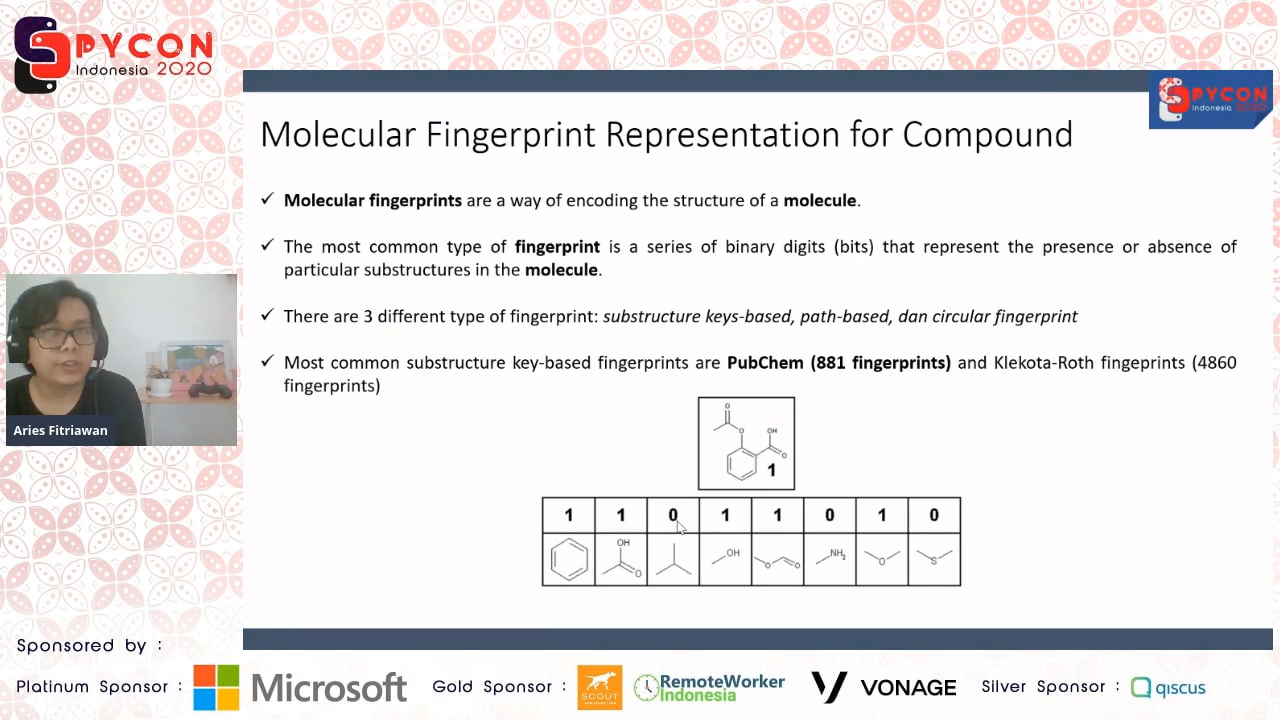 PYCON
Indonesia 2020
PYCON
Indonesia 2020
Molecular Fingerprint Representation for Compound
✓ Molecular fingerprints are a way of encoding the structure of a molecule.
✓ The most common type of fingerprint is a series of binary digits (bits) that represent the presence or absence of
particular substructures in the molecule.
✓ There are 3 different type of fingerprint: substructure keys-based, path-based, dan circular fingerprint
✓ Most common substructure key-based fingerprints are PubChem (881 fingerprints) and Klekota-Roth fingeprints (4860
fingerprints)
Aries Fitriawan
O
O
OH
O
1
1 1 0 1 1 0 1 0
OH
O
OH
O
O
NH2
O
S
Sponsored by :
Platinum Sponsor :
Microsoft
Gold Sponsor :
SCOUT
RemoteWorker
Indonesia
VONAGE
Silver Sponsor :
qiscus